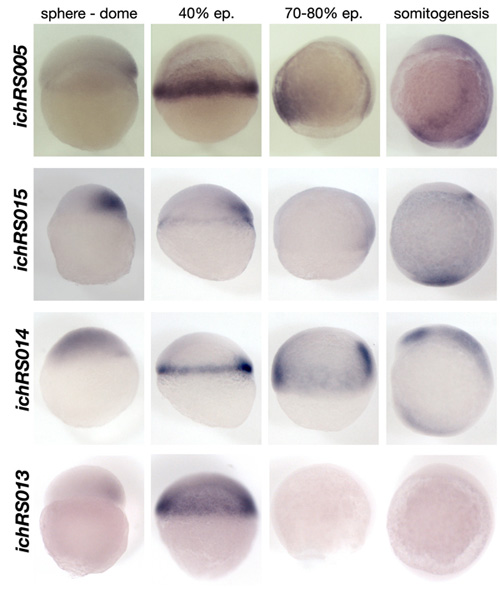 sphere - dome 40% ep. 70-80% ep. somitogenesis
ichRS005
ichRS015
ichRS014
ichRS013